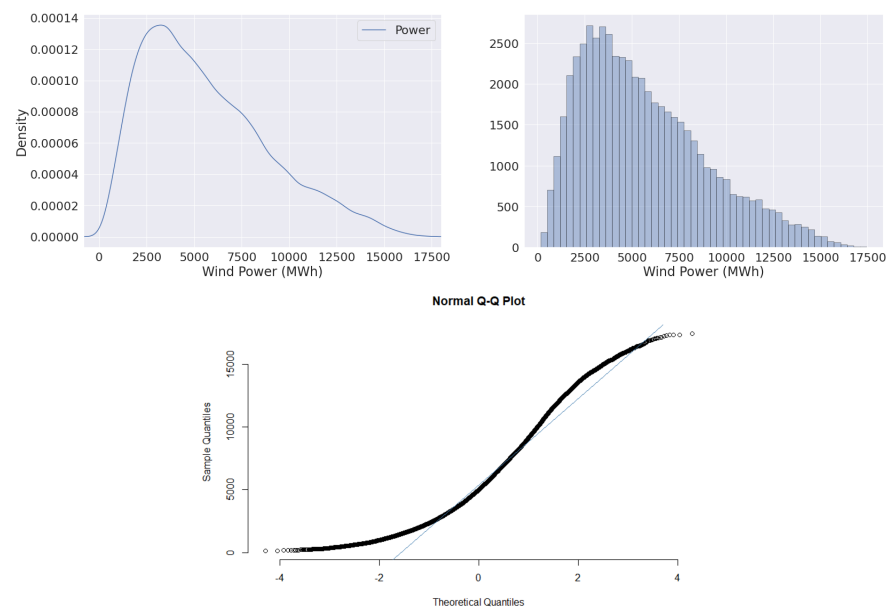 Power
0.00014
0.00012
0.00010
0.00008
0.00006
0.00004
0.00002
0.00000
Density
0 2500 5000 7500 10000 12500 15000 17500
Wind Power (MWh)
2500
2000
1500
1000
500
0
0 2500 5000 7500 10000 12500 15000 17500
Wind Power (MWh)
Normal Q-Q Plot
15000
10000
5000
0
Sample Quantiles
-4 -2 0 2 4
Theoretical Quantiles